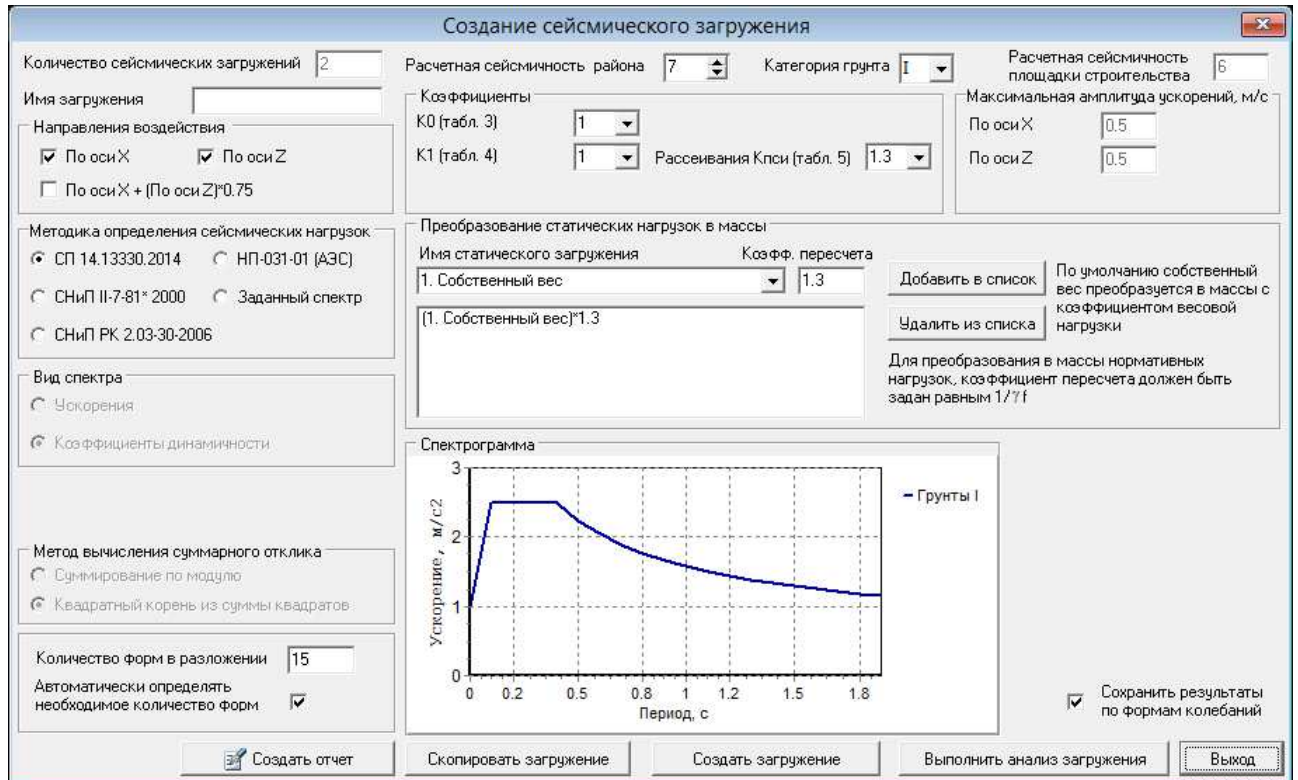 Создание сейсмического загружения
Количество сейсмических загружений 2
Имя загружения
Направления воздействия
По оси X По оси Z
По оси X + (По оси Z)*0.75
Методика определения сейсмических нагрузок
СП 14.13330.2014 НП-031-01 (АЭС)
СНиП II-7-81* 2000 Заданный спектр
СНиП РК 2.03-30-2006
Вид спектра
Ускорения
Коэффициенты динамичности
Метод вычисления суммарного отклика
Суммирование по модулю
Квадратный корень из суммы квадратов
Количество форм в разложении 15
Автоматически определять
необходимое количество форм
Расчетная сейсмичность района 7 Категория грунта I Расчетная сейсмичность
площадки строительства 6
Коэффициенты
K0 (табл. 3) 1
K1 (табл. 4) 1 Рассеивания Кпси (табл. 5) 1.3
Максимальная амплитуда ускорений, м/с
По оси X 0.5
По оси Z 0.5
Преобразование статических нагрузок в массы
Имя статического загружения Коэфф. пересчета
1. Собственный вес 1.3
(1. Собственный вес)*1.3
Добавить в список
Удалить из списка
По умолчанию собственный
вес преобразуется в массы с
коэффициентом весовой
нагрузки
Для преобразования в массы нормативных
нагрузок, коэффициент пересчета должен быть
задан равным 1/γf
Спектрограмма
Ускорение, м/с2
3
2
1
0
0 0.2 0.5 0.8 1 1.2 1.5 1.8
Период, с
Грунты I
Сохранить результаты
по формам колебаний
Создать отчет Скопировать загружение Создать загружение Выполнить анализ загружения Выход